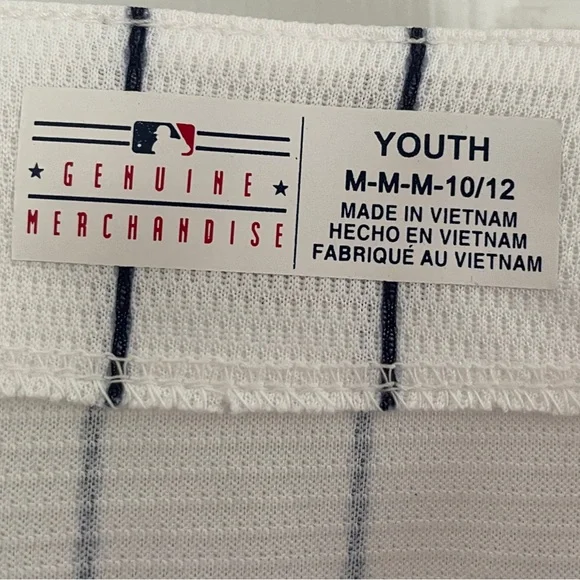 GENUINE
MERCHANDISE
YOUTH
M-M-M-10/12
MADE IN VIETNAM
HECHO EN VIETNAM
FABRIQUÉ AU VIETNAM